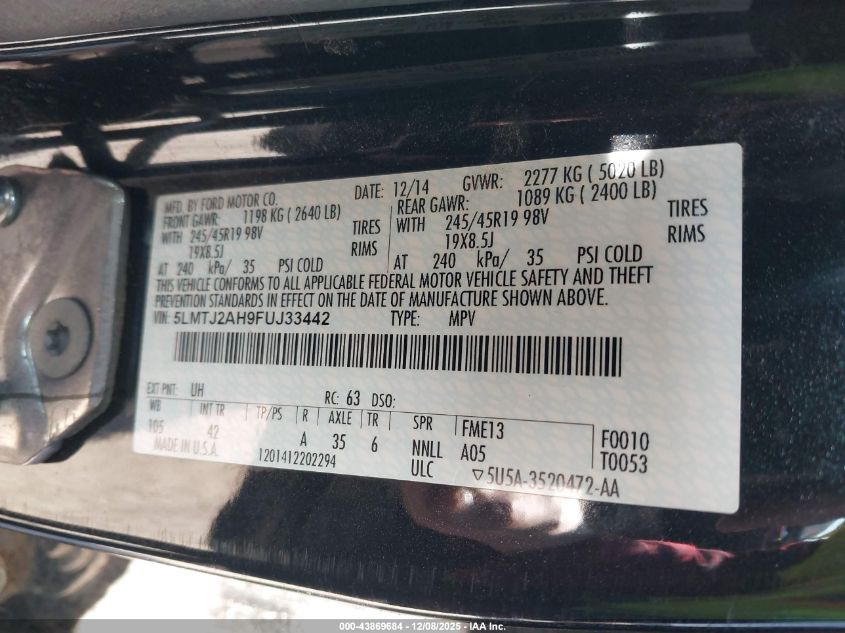 MFD. BY FORD MOTOR CO. DATE: 12/14 GVWR: 2277 KG ( 5020 LB)
FRONT GAWR: 1198 KG ( 2640 LB) REAR GAWR: 1089 KG ( 2400 LB)
WITH 245/45R19 98V TIRES WITH 245/45R19 98V TIRES
19X8.5J RIMS 19X8.5J RIMS
AT 240 kPa/ 35 PSI COLD AT 240 kPa/ 35 PSI COLD
THIS VEHICLE CONFORMS TO ALL APPLICABLE FEDERAL MOTOR VEHICLE SAFETY AND THEFT
PREVENTION STANDARDS IN EFFECT ON THE DATE OF MANUFACTURE SHOWN ABOVE.
VIN: 5LMTJ2AH9FUJ33442 TYPE: MPV
EXT PNT: UH RC: 63 DSO:
WB INT TR TP/PS R AXLE TR SPR FME13 F0010
105 42 A 35 6 NNLL A05 T0053
MADE IN U.S.A. 1201412202294 ULC ▽5U5A-3520472-AA
000-43869684 - 12/08/2025 - IAA Inc.